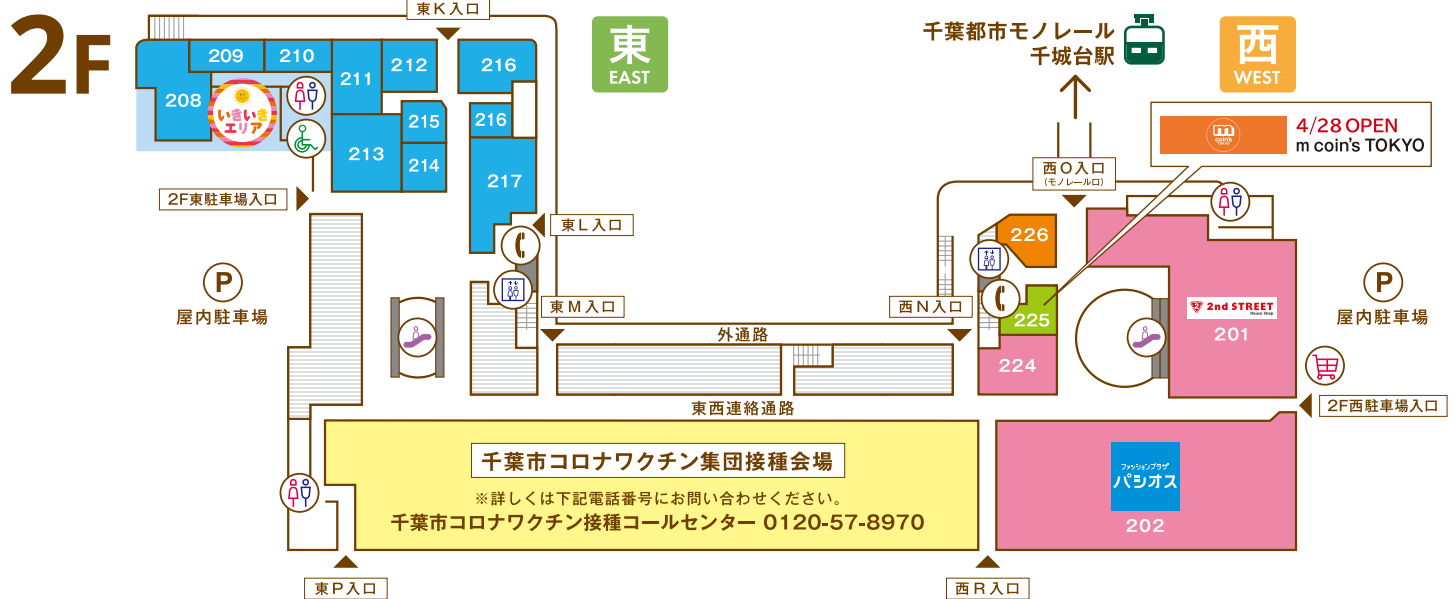 2F
東K入口
東
EAST
千葉都市モノレール
千城台駅
西
WEST
209
210
211
212
216
208
いきいき
エリア
215
216
213
214
217
2F東駐車場入口
東L入口
P
屋内駐車場
東M入口
外通路
東西連絡通路
4/28 OPEN
m coin's TOKYO
m
coin's
TOKYO
西O入口
(モノレール口)
226
西N入口
225
224
2nd STREET
Reuse Shop
201
P
屋内駐車場
2F西駐車場入口
千葉市コロナワクチン集団接種会場
※詳しくは下記電話番号にお問い合わせください。
千葉市コロナワクチン接種コールセンター 0120-57-8970
ファッションプラザ
パシオス
202
東P入口
西R入口